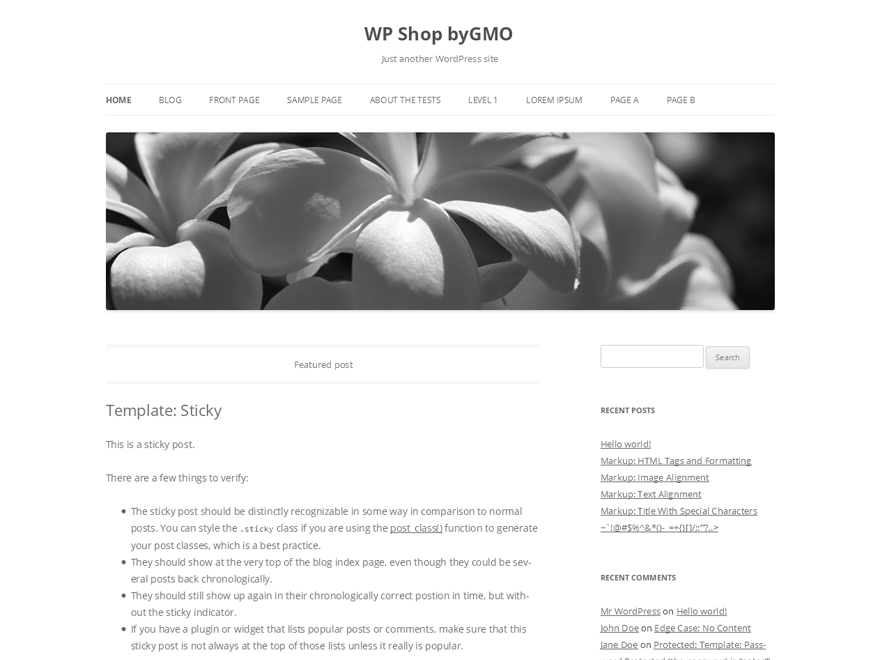 WP Shop byGMO
Just another WordPress site
HOME BLOG FRONT PAGE SAMPLE PAGE ABOUT THE TESTS LEVEL 1 LOREM IPSUM PAGE A PAGE B
Featured post
Template: Sticky
This is a sticky post.
There are a few things to verify:
The sticky post should be distinctly recognizable in some way in comparison to normal
posts. You can style the .sticky class if you are using the post_class() function to generate
your post classes, which is a best practice.
They should show at the very top of the blog index page, even though they could be sev-
eral posts back chronologically.
They should still show up again in their chronologically correct postion in time, but with-
out the sticky indicator.
If you have a plugin or widget that lists popular posts or comments, make sure that this
sticky post is not always at the top of those lists unless it really is popular.
Search
RECENT POSTS
Hello world!
Markup: HTML Tags and Formatting
Markup: Image Alignment
Markup: Text Alignment
Markup: Title With Special Characters
RECENT COMMENTS
Mr WordPress on Hello world!
John Doe on Edge Case: No Content
Jane Doe on Protected: Template: Pass-